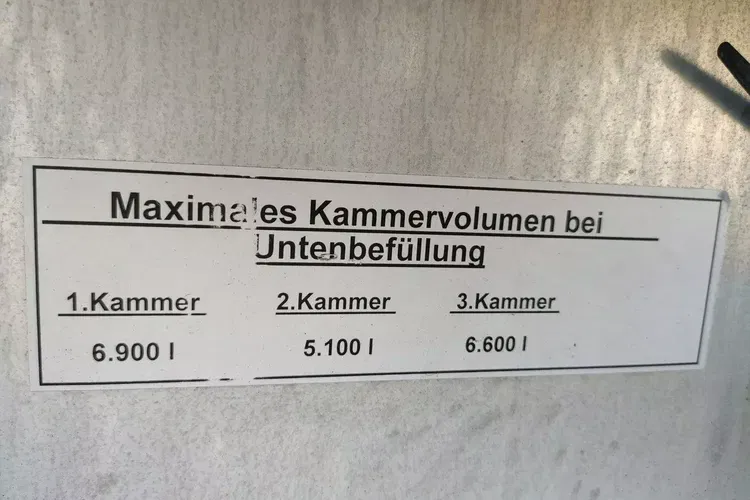 Maximales Kammervolumen bei
Untenbefüllung
1.Kammer 2.Kammer 3.Kammer
6.900 l 5.100 l 6.600 l